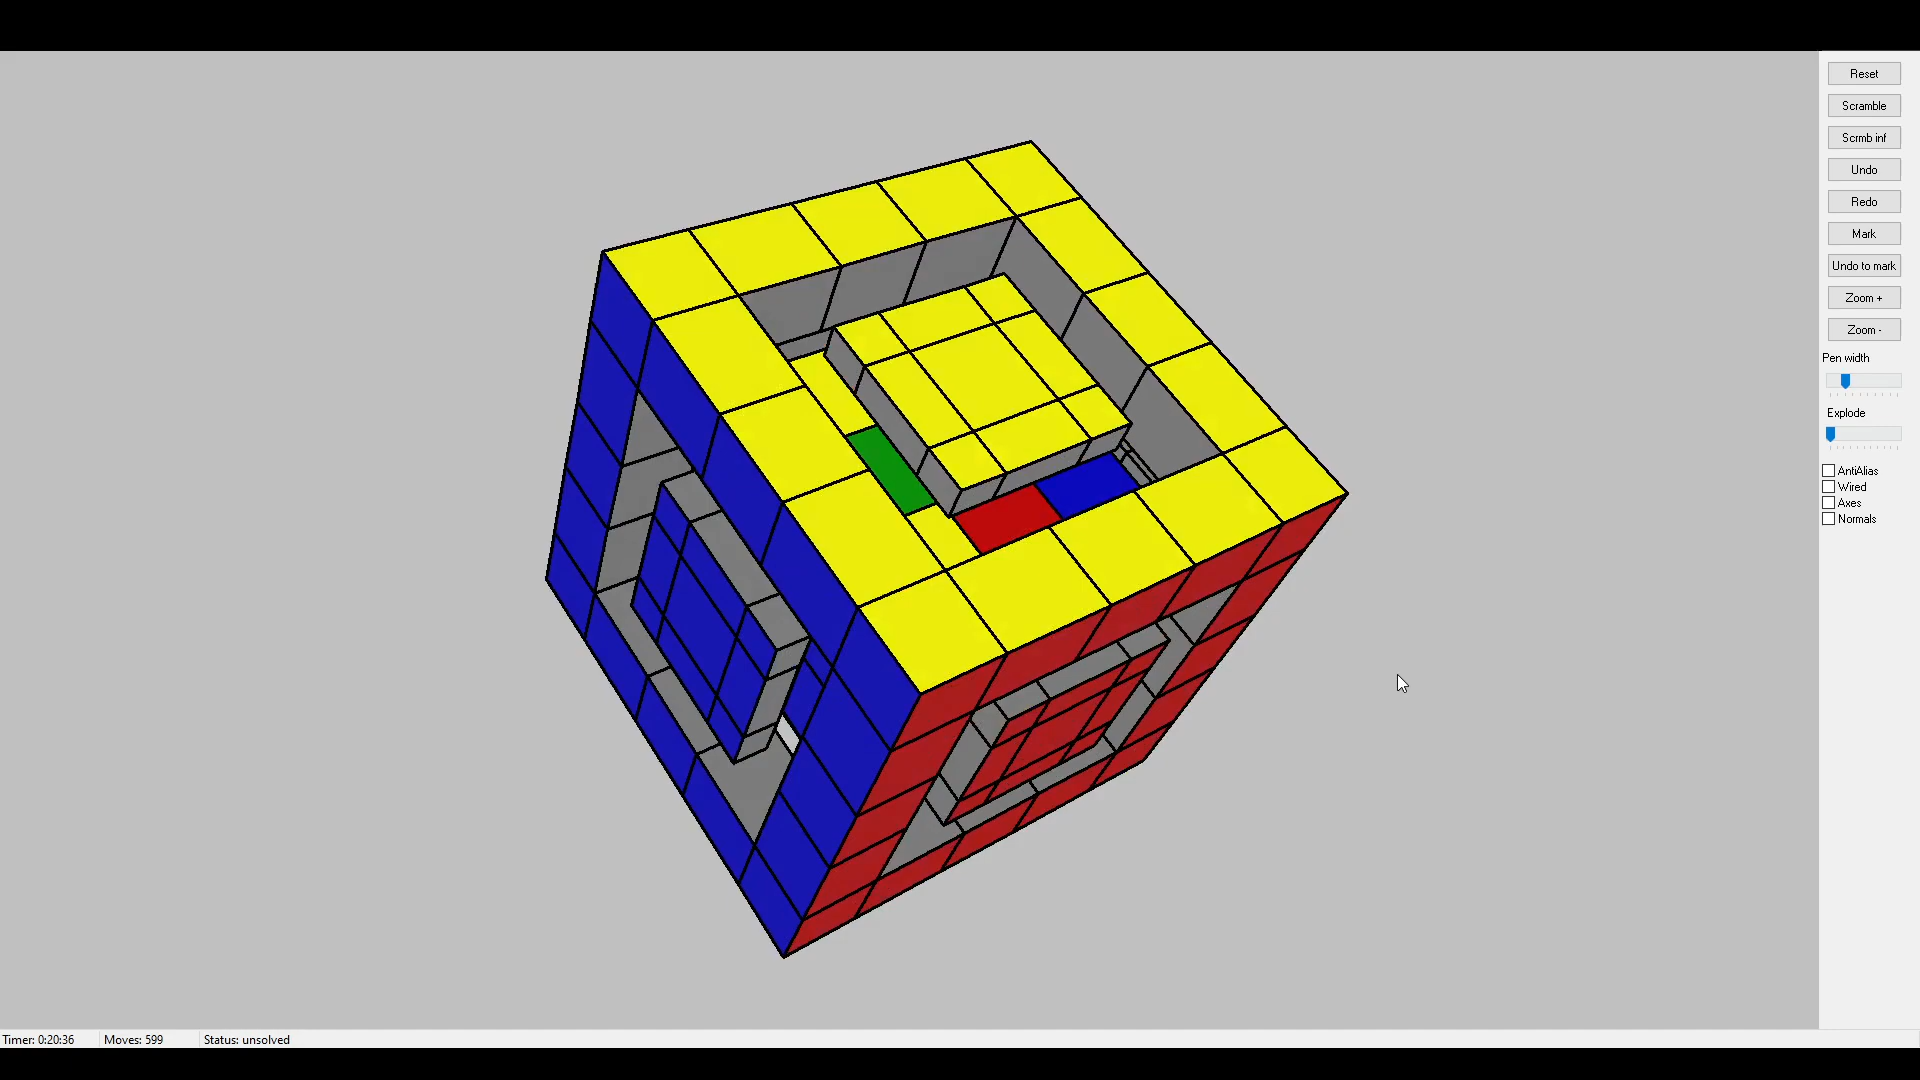 Reset
Scramble
Scrmb inf
Undo
Redo
Mark
Undo to mark
Zoom +
Zoom -
Pen width
Explode
AntiAlias
Wired
Axes
Normals
Timer: 0:20:36 Moves: 599 Status: unsolved